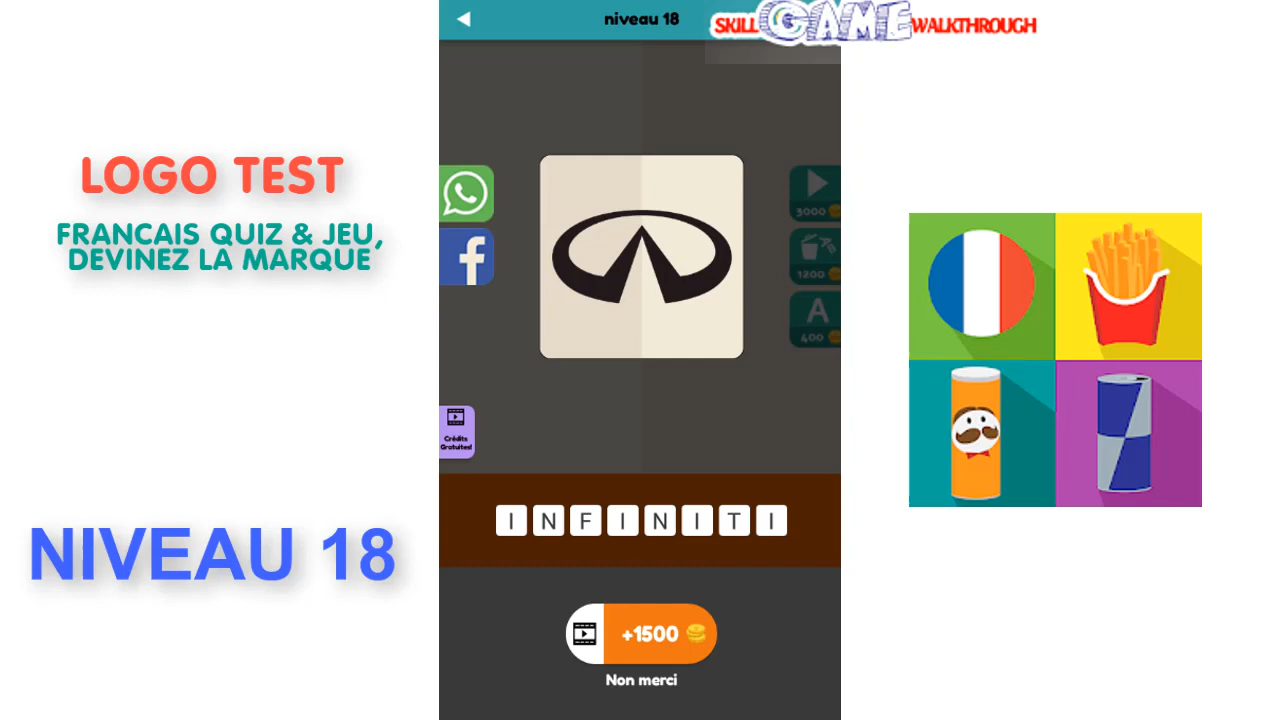 niveau 18
SKILL GAME WALKTHROUGH
LOGO TEST
FRANCAIS QUIZ & JEU,
DEVINEZ LA MARQUE
3000
1200
A
400
Crédits
Gratuites!
INFINITI
NIVEAU 18
+1500
Non merci